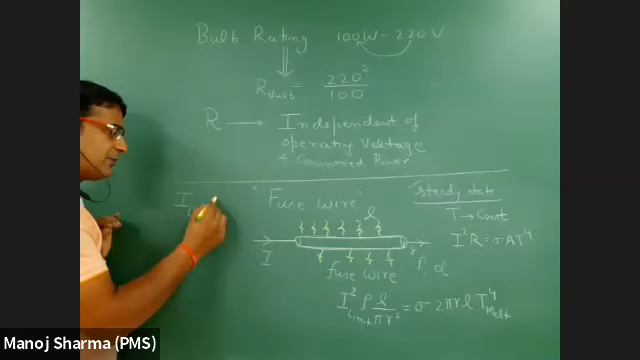 Bulb Rating 100W - 220V
R_Bulb = 220²/100
R → Independent of
operating Voltage
& Consumed Power
"Fuse Wire"
steady state
T → Const
I²R = σAT⁴
l
I
r
fuse wire
ρ, α
I
I²_Limit ρ l/πr² = σ 2πrl T⁴_Melt
Manoj Sharma (PMS)